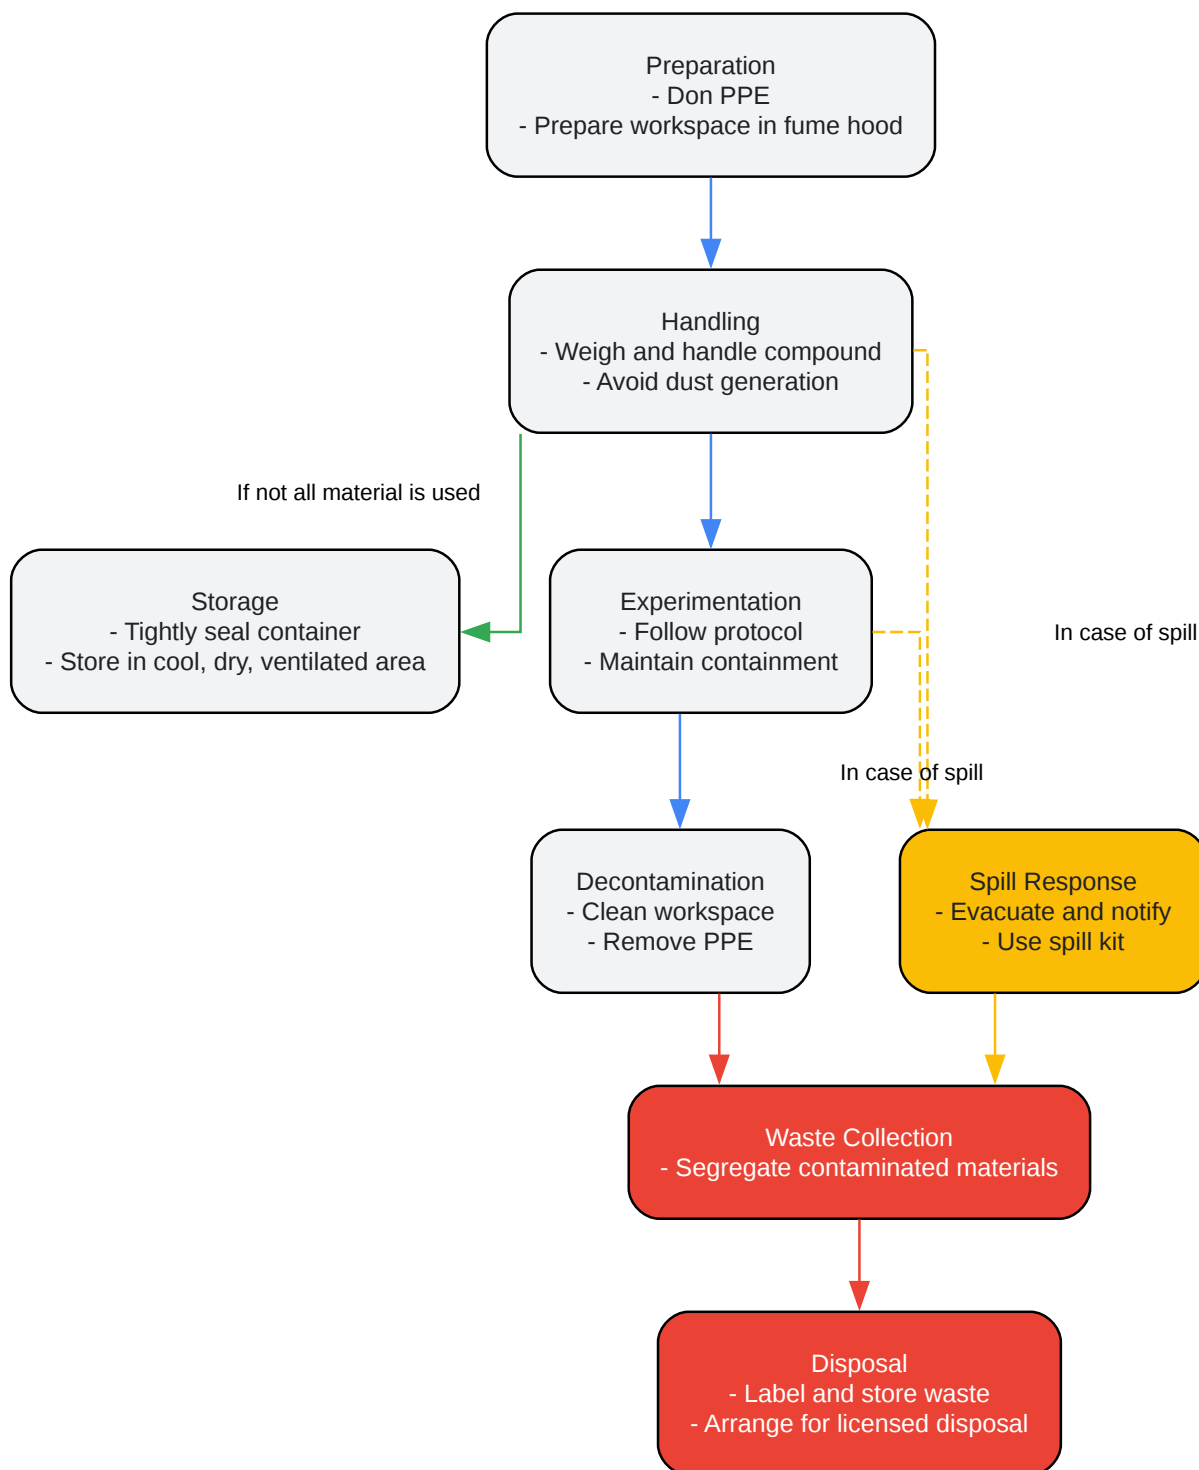 Preparation
- Don PPE
- Prepare workspace in fume hood
Handling
- Weigh and handle compound
- Avoid dust generation
If not all material is used
Storage
- Tightly seal container
- Store in cool, dry, ventilated area
Experimentation
- Follow protocol
- Maintain containment
In case of spill
In case of spill
Decontamination
- Clean workspace
- Remove PPE
Spill Response
- Evacuate and notify
- Use spill kit
Waste Collection
- Segregate contaminated materials
Disposal
- Label and store waste
- Arrange for licensed disposal